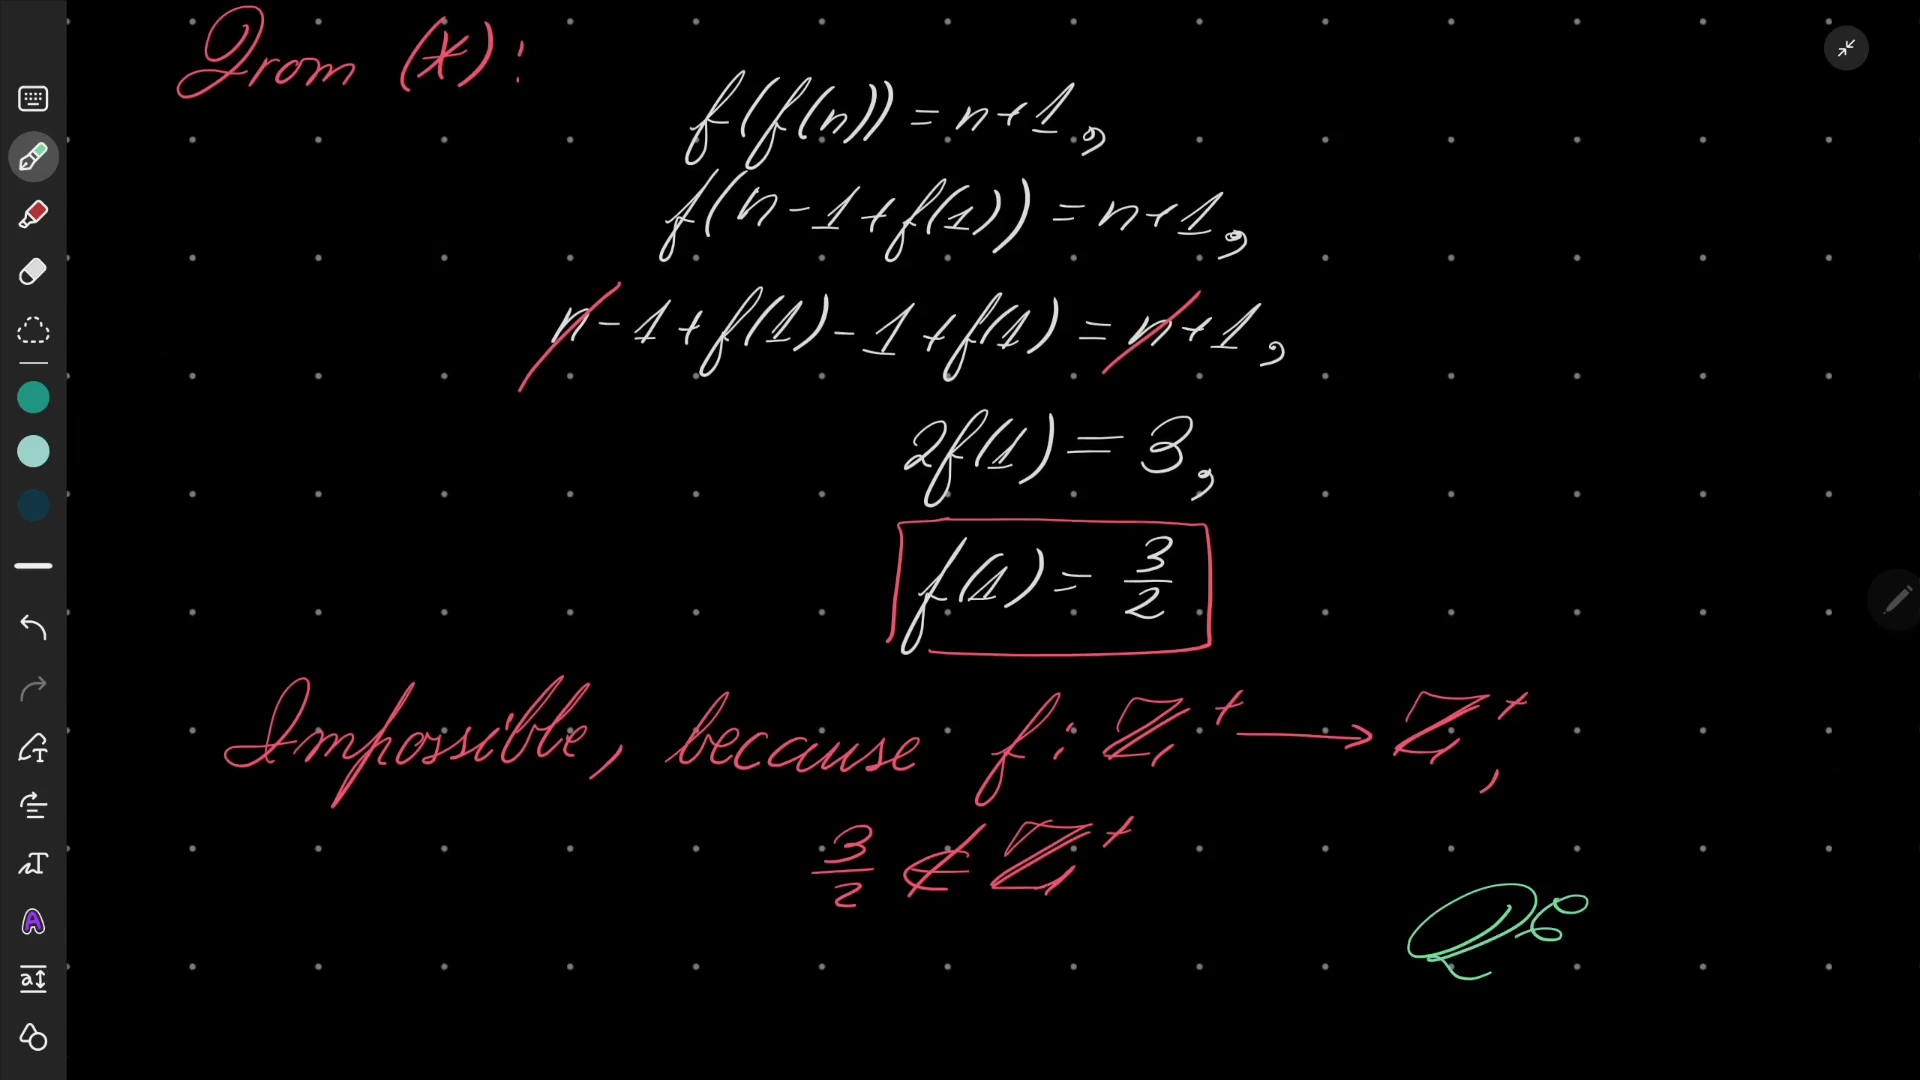 From (*):
f(f(n)) = n+1,
f(n-1+f(1)) = n+1,
n-1+f(1)-1+f(1) = n+1,
2f(1) = 3,
f(1) = 3/2
Impossible, because f: ℤ⁺ → ℤ⁺,
3/2 ∉ ℤ⁺
QE